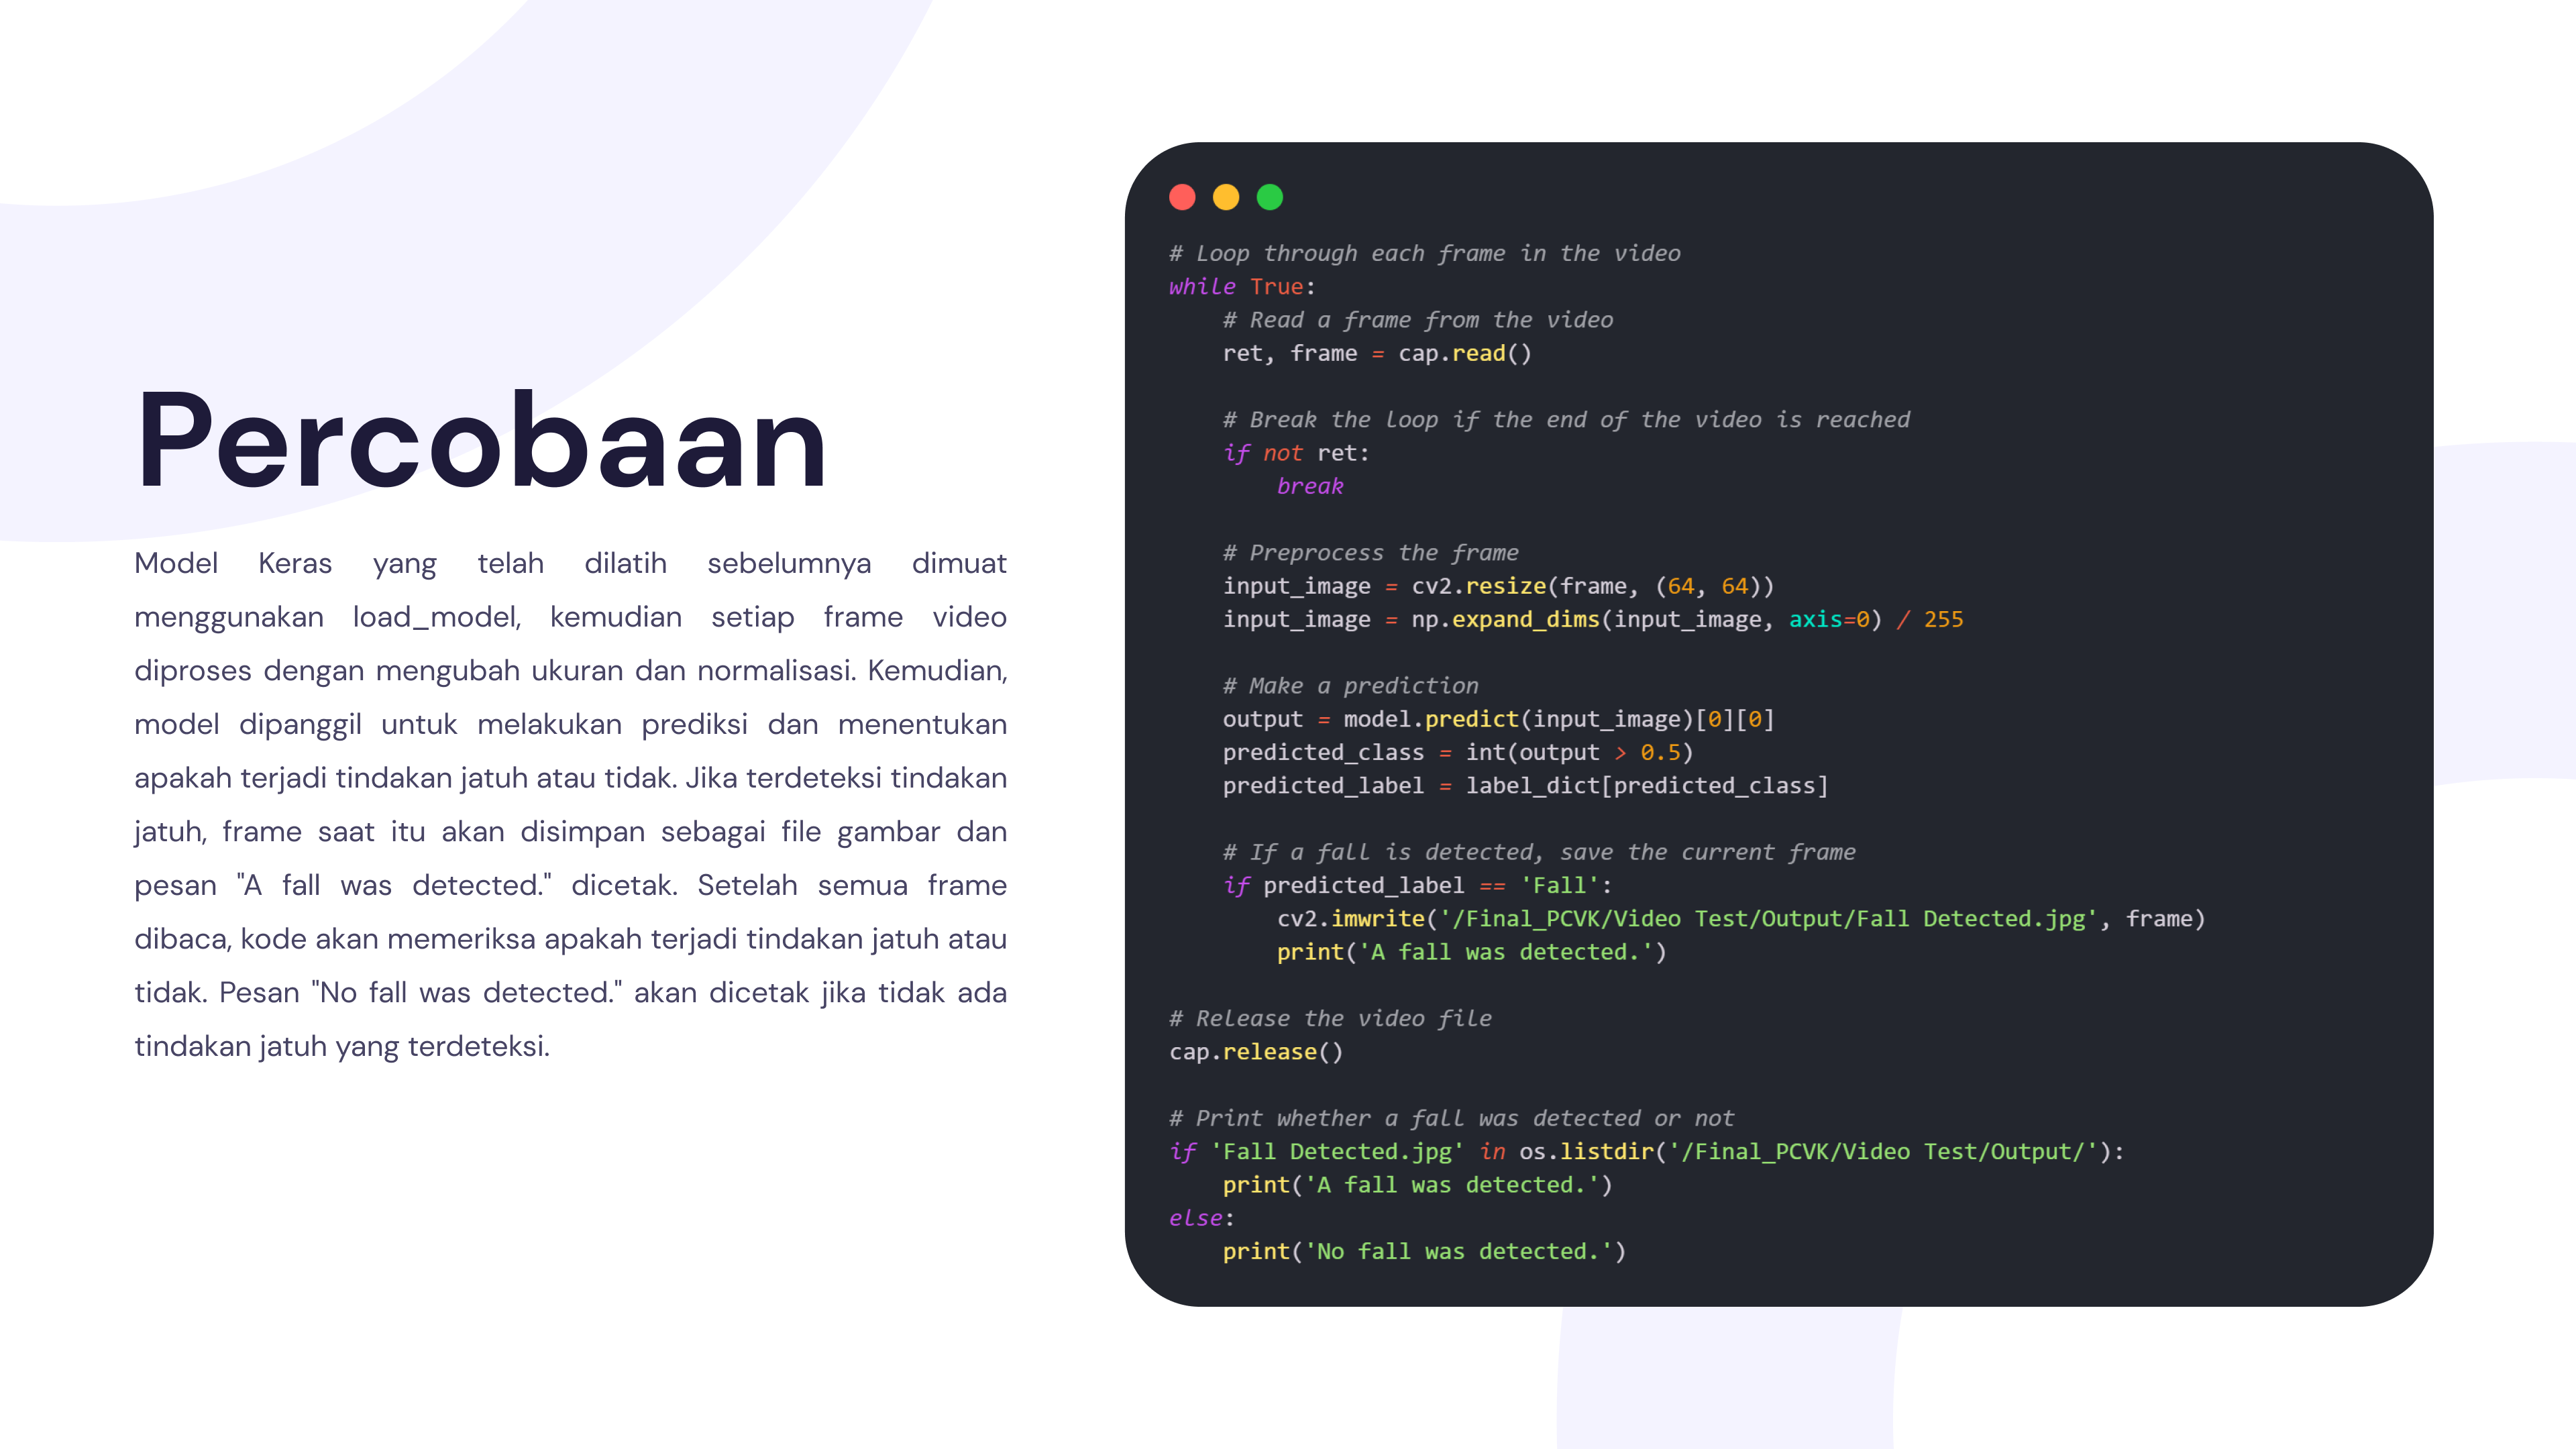 Percobaan
Model Keras yang telah dilatih sebelumnya dimuat
menggunakan load_model, kemudian setiap frame video
diproses dengan mengubah ukuran dan normalisasi. Kemudian,
model dipanggil untuk melakukan prediksi dan menentukan
apakah terjadi tindakan jatuh atau tidak. Jika terdeteksi tindakan
jatuh, frame saat itu akan disimpan sebagai file gambar dan
pesan "A fall was detected." dicetak. Setelah semua frame
dibaca, kode akan memeriksa apakah terjadi tindakan jatuh atau
tidak. Pesan "No fall was detected." akan dicetak jika tidak ada
tindakan jatuh yang terdeteksi.
# Loop through each frame in the video
while True:
    # Read a frame from the video
    ret, frame = cap.read()
    # Break the loop if the end of the video is reached
    if not ret:
        break
    # Preprocess the frame
    input_image = cv2.resize(frame, (64, 64))
    input_image = np.expand_dims(input_image, axis=0) / 255
    # Make a prediction
    output = model.predict(input_image)[0][0]
    predicted_class = int(output > 0.5)
    predicted_label = label_dict[predicted_class]
    # If a fall is detected, save the current frame
    if predicted_label == 'Fall':
        cv2.imwrite('/Final_PCVK/Video Test/Output/Fall Detected.jpg', frame)
        print('A fall was detected.')
# Release the video file
cap.release()
# Print whether a fall was detected or not
if 'Fall Detected.jpg' in os.listdir('/Final_PCVK/Video Test/Output/'):
    print('A fall was detected.')
else:
    print('No fall was detected.')